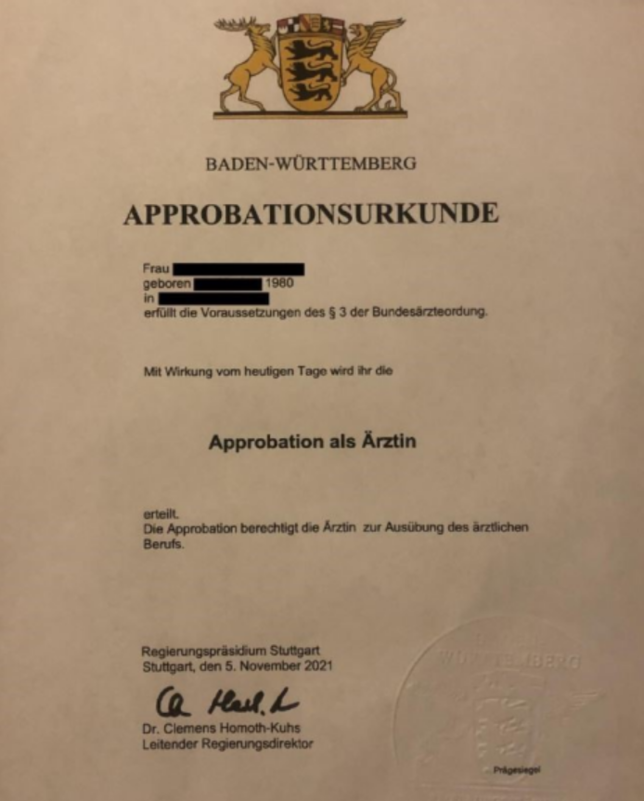 BADEN-WÜRTTEMBERG
APPROBATIONSURKUNDE
Frau
geboren 1980
in
erfüllt die Voraussetzungen des § 3 der Bundesärzteordung.
Mit Wirkung vom heutigen Tage wird ihr die
Approbation als Ärztin
erteilt.
Die Approbation berechtigt die Ärztin zur Ausübung des ärztlichen
Berufs.
Regierungspräsidium Stuttgart
Stuttgart, den 5. November 2021
Dr. Clemens Homoth-Kuhs
Leitender Regierungsdirektor
WÜRTTEMBERG
Prägesiegel